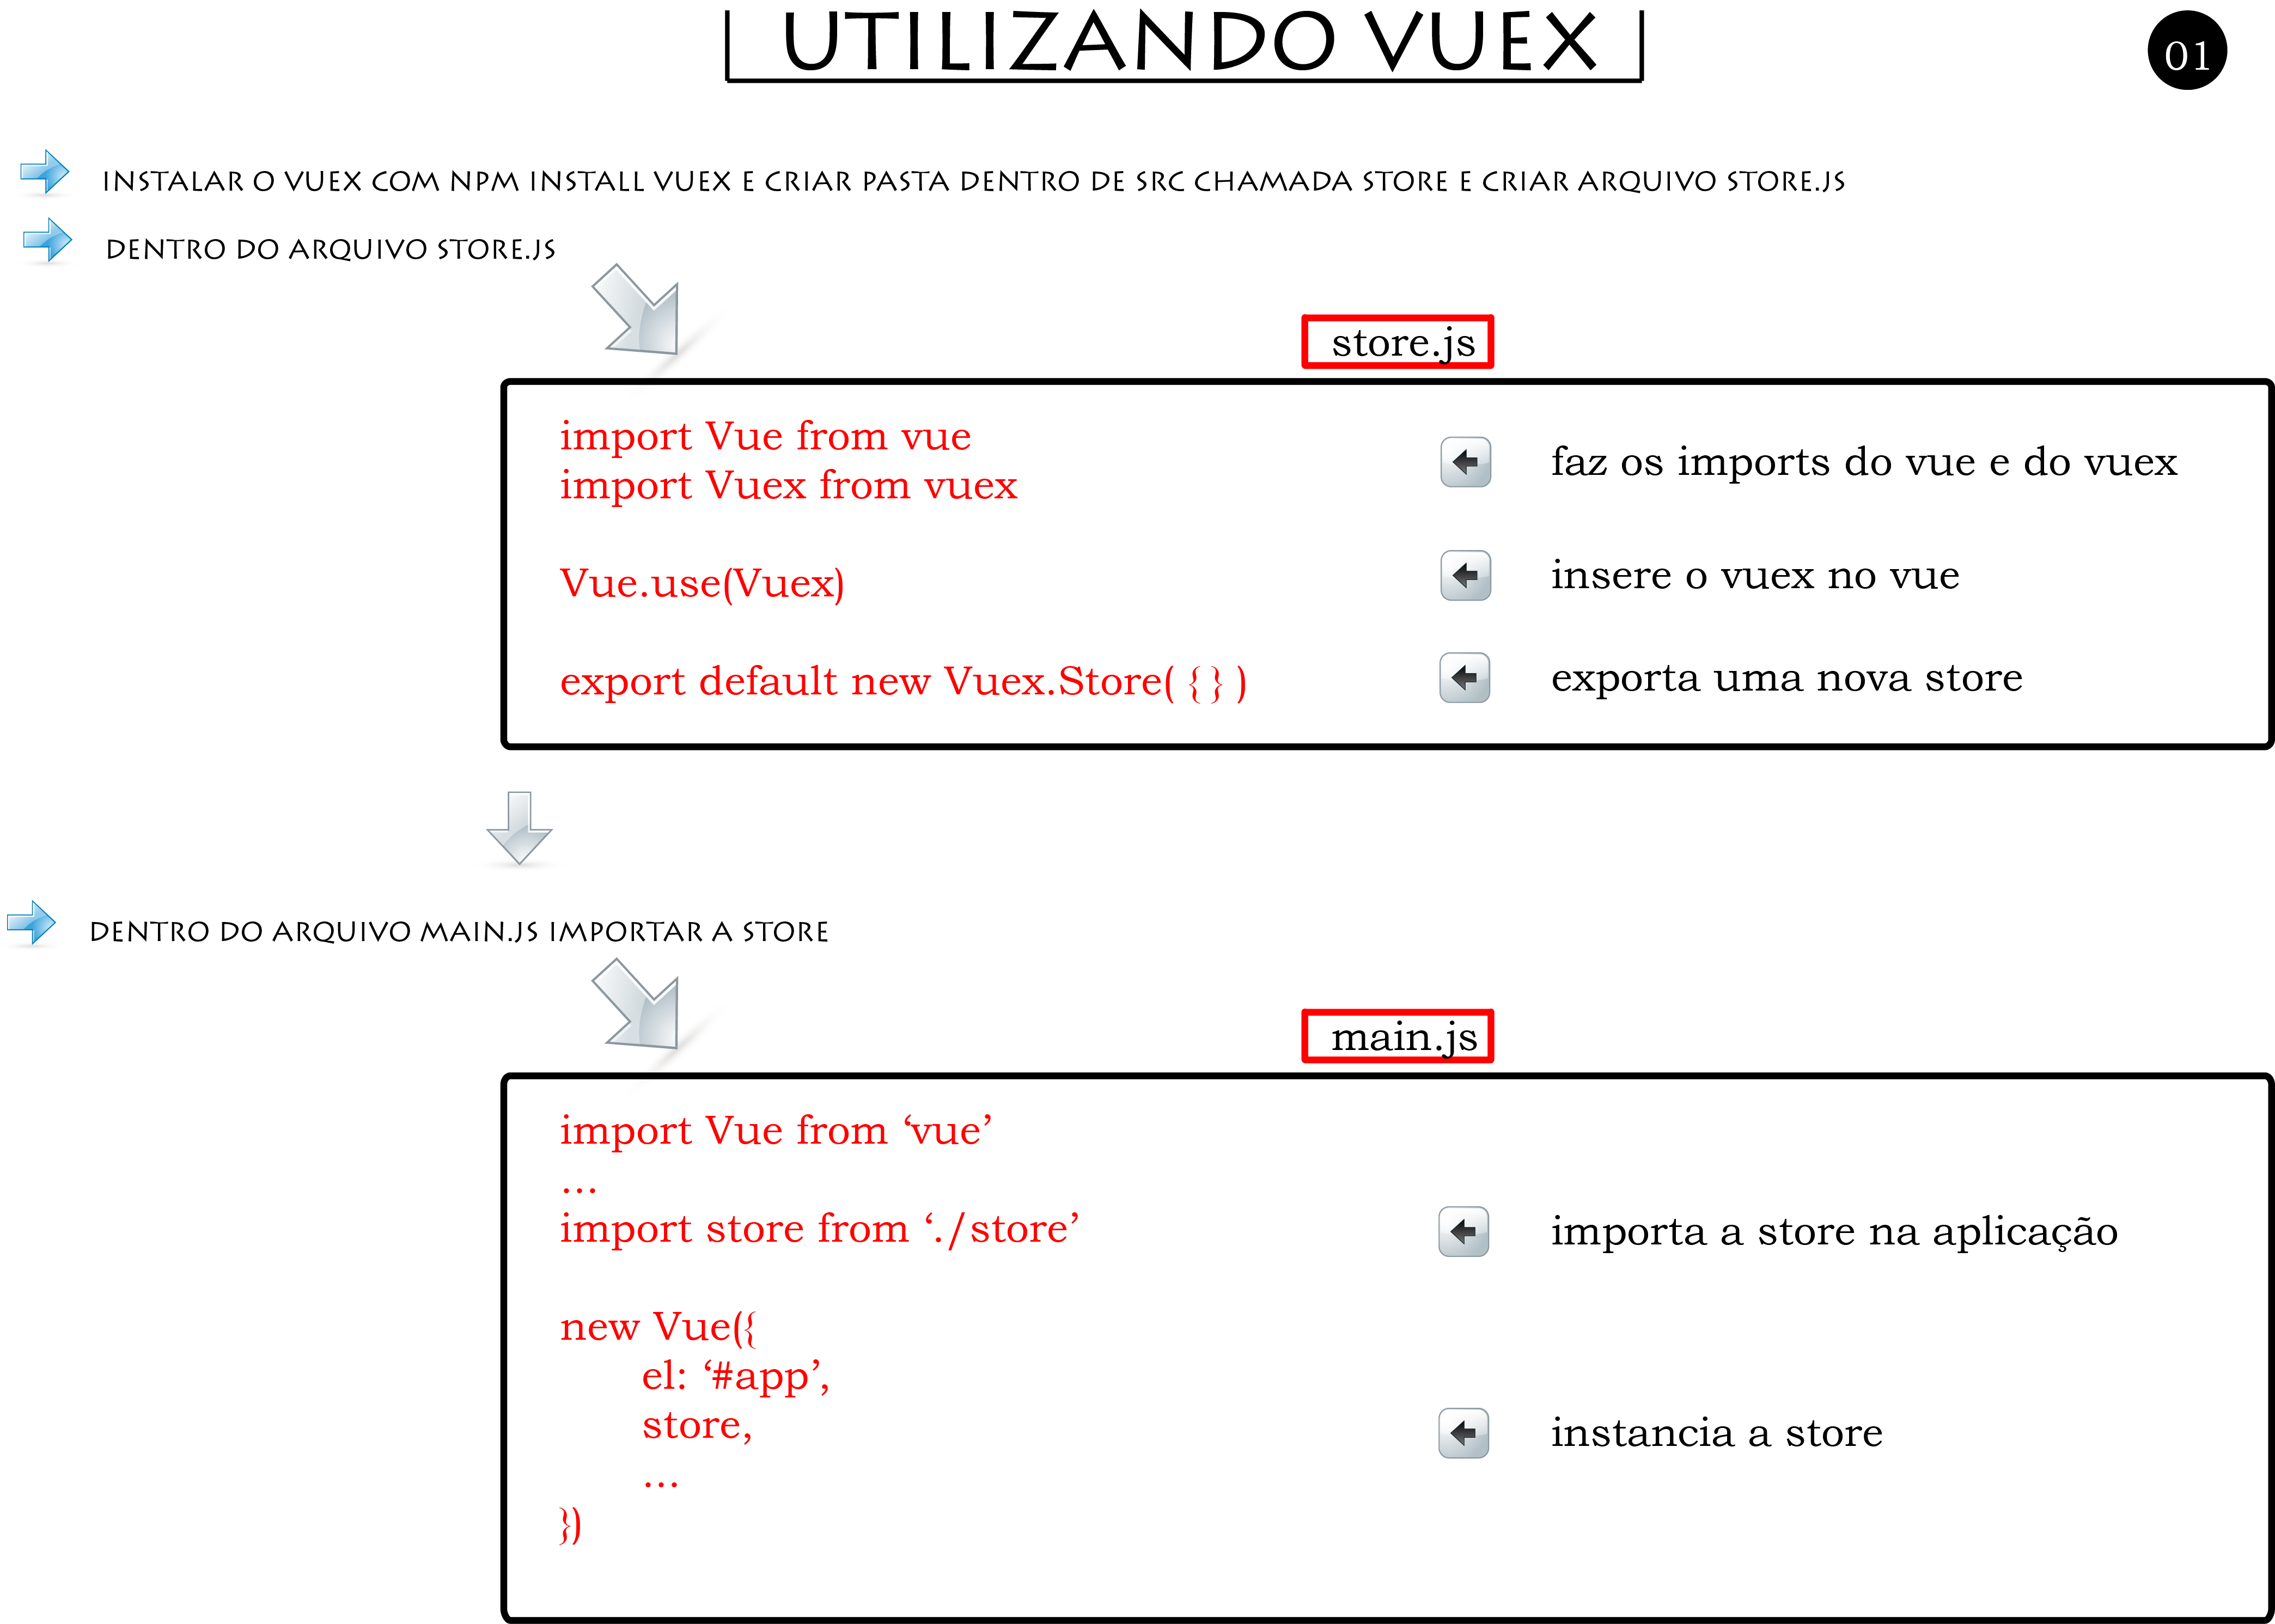 UTILIZANDO VUEX
01
INSTALAR O VUEX COM NPM INSTALL VUEX E CRIAR PASTA DENTRO DE SRC CHAMADA STORE E CRIAR ARQUIVO STORE.JS
DENTRO DO ARQUIVO STORE.JS
store.js
import Vue from vue
import Vuex from vuex
faz os imports do vue e do vuex
Vue.use(Vuex)
insere o vuex no vue
export default new Vuex.Store( { } )
exporta uma nova store
DENTRO DO ARQUIVO MAIN.JS IMPORTAR A STORE
main.js
import Vue from ‘vue’
...
import store from ‘./store’
importa a store na aplicação
new Vue({
el: ‘#app’,
store,
instancia a store
...
})